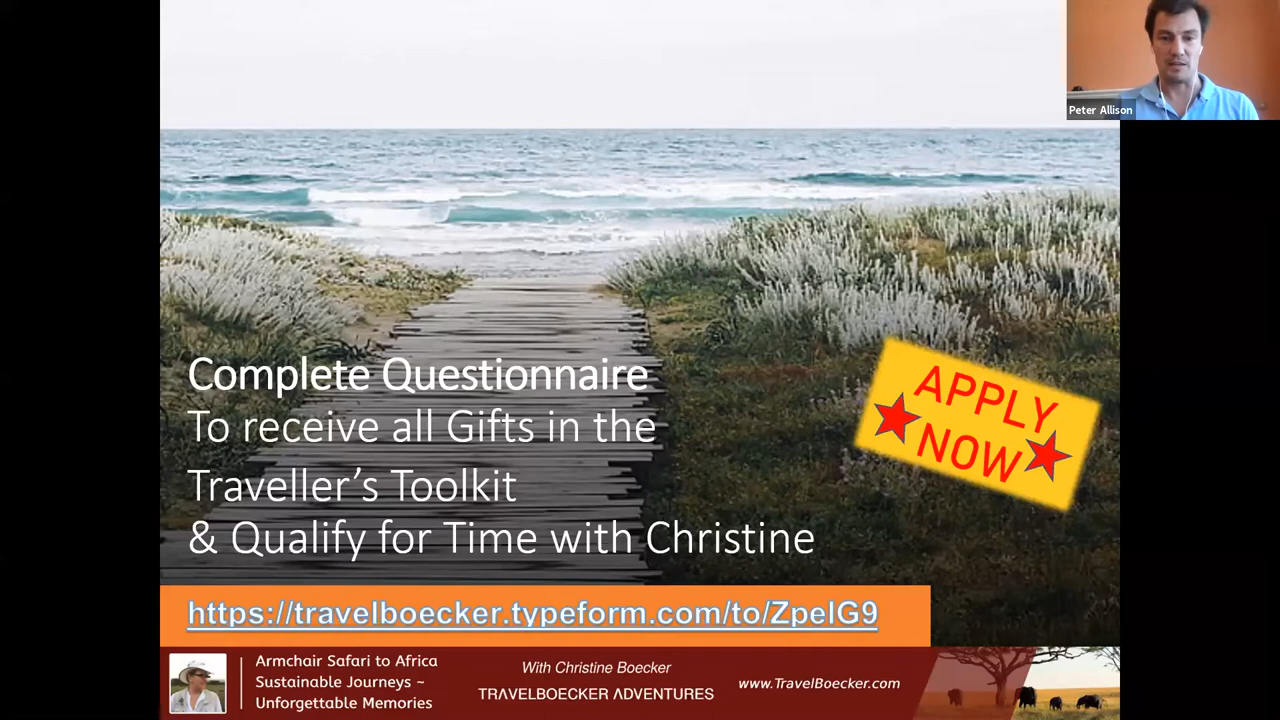 Peter Allison
Complete Questionnaire
To receive all Gifts in the
Traveller's Toolkit
& Qualify for Time with Christine
APPLY
NOW
https://travelboecker.typeform.com/to/ZpelG9
Armchair Safari to Africa
Sustainable Journeys ~
Unforgettable Memories
With Christine Boecker
TRAVELBOECKER ADVENTURES
www.TravelBoecker.com